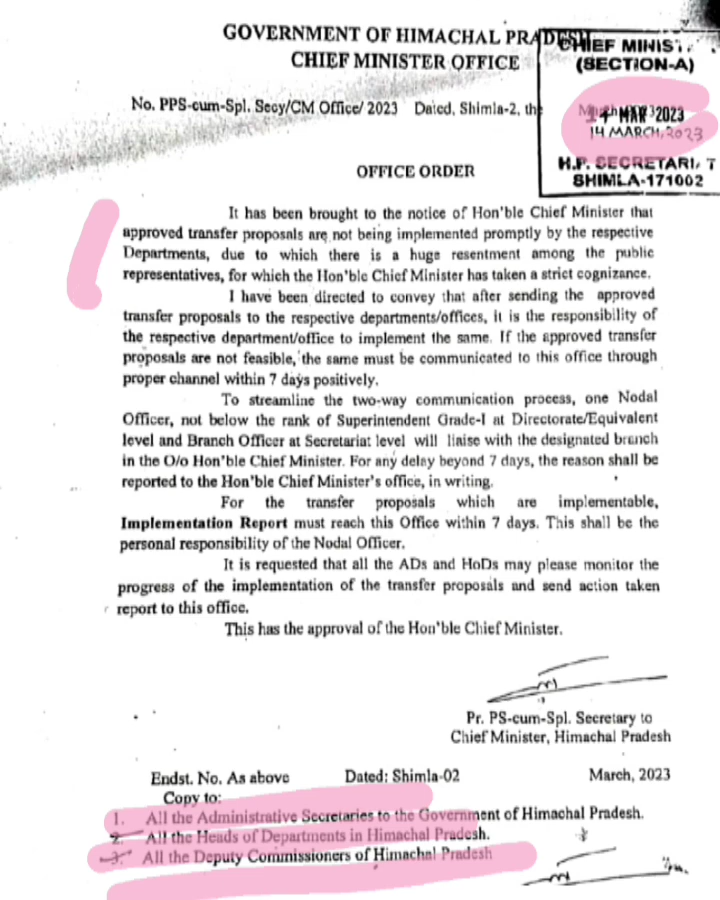 GOVERNMENT OF HIMACHAL PRADESH
CHIEF MINISTER OFFICE
CHIEF MINIS
(SECTION-A)
No. PPS-cum-Spl. Secy/CM Office/ 2023 Dated, Shimla-2, the
14 MAR 2023
14 MARCH, 2023
H.P. SECRETARI T
SHIMLA-171002
OFFICE ORDER
It has been brought to the notice of Hon'ble Chief Minister that
approved transfer proposals are not being implemented promptly by the respective
Departments, due to which there is a huge resentment among the public
representatives, for which the Hon'ble Chief Minister has taken a strict cognizance.
I have been directed to convey that after sending the approved
transfer proposals to the respective departments/offices, it is the responsibility of
the respective department/office to implement the same. If the approved transfer
proposals are not feasible, the same must be communicated to this office through
proper channel within 7 days positively.
To streamline the two-way communication process, one Nodal
Officer, not below the rank of Superintendent Grade-I at Directorate/Equivalent
level and Branch Officer at Secretariat level will liaise with the designated branch
in the O/o Hon'ble Chief Minister. For any delay beyond 7 days, the reason shall be
reported to the Hon'ble Chief Minister's office, in writing.
For the transfer proposals which are implementable,
Implementation Report must reach this Office within 7 days. This shall be the
personal responsibility of the Nodal Officer.
It is requested that all the ADs and HoDs may please monitor the
progress of the implementation of the transfer proposals and send action taken
report to this office.
This has the approval of the Hon'ble Chief Minister.
Pr. PS-cum-Spl. Secretary to
Chief Minister, Himachal Pradesh
Endst. No. As above Dated: Shimla-02 March, 2023
Copy to:
1. All the Administrative Secretaries to the Government of Himachal Pradesh.
2. All the Heads of Departments in Himachal Pradesh.
3. All the Deputy Commissioners of Himachal Pradesh